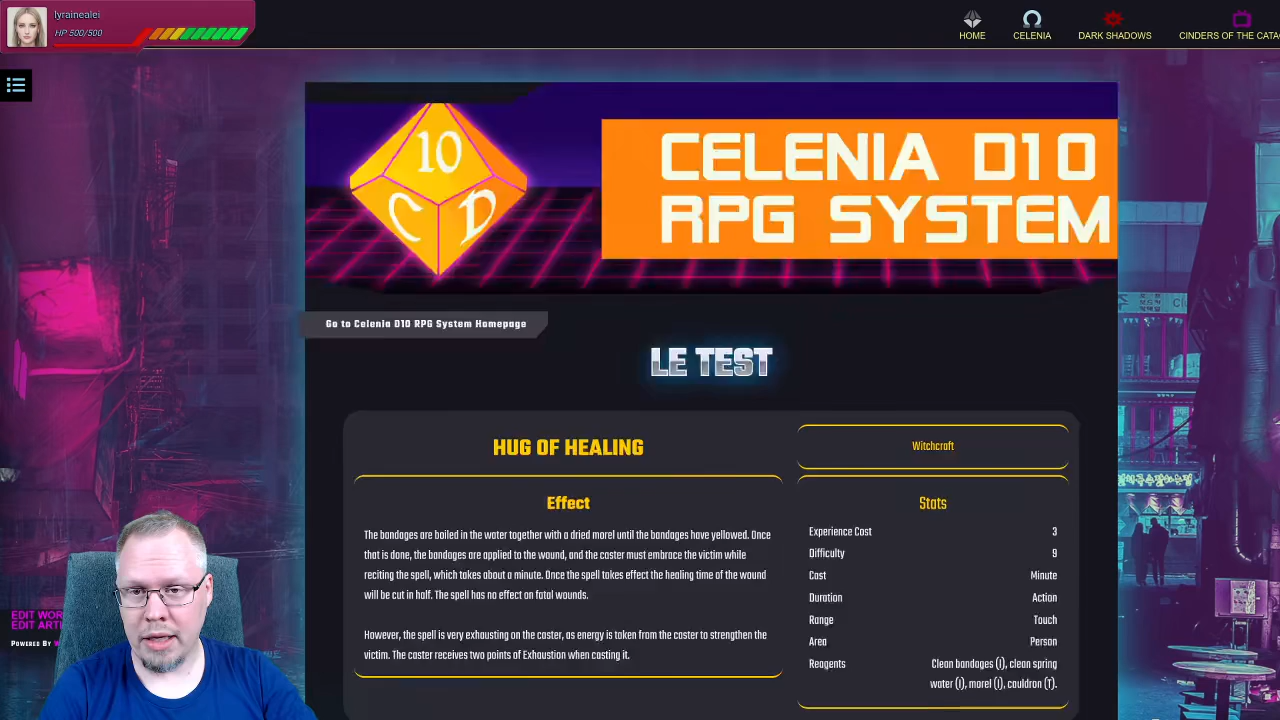 lyrainealei
HP 500/500
HOME
CELENIA
DARK SHADOWS
CINDERS OF THE CATA
10
C
D
CELENIA D10
RPG SYSTEM
Go to Celenia D10 RPG System Homepage
LE TEST
HUG OF HEALING
Witchcraft
Effect
The bandages are boiled in the water together with a dried morel until the bandages have yellowed. Once
that is done, the bandages are applied to the wound, and the caster must embrace the victim while
reciting the spell, which takes about a minute. Once the spell takes effect the healing time of the wound
will be cut in half. The spell has no effect on fatal wounds.
However, the spell is very exhausting on the caster, as energy is taken from the caster to strengthen the
victim. The caster receives two points of Exhaustion when casting it.
Stats
Experience Cost 3
Difficulty 9
Cost Minute
Duration Action
Range Touch
Area Person
Reagents Clean bandages (I), clean spring
water (I), morel (I), cauldron (T).
EDIT WOR
EDIT ARTI
POWERED BY